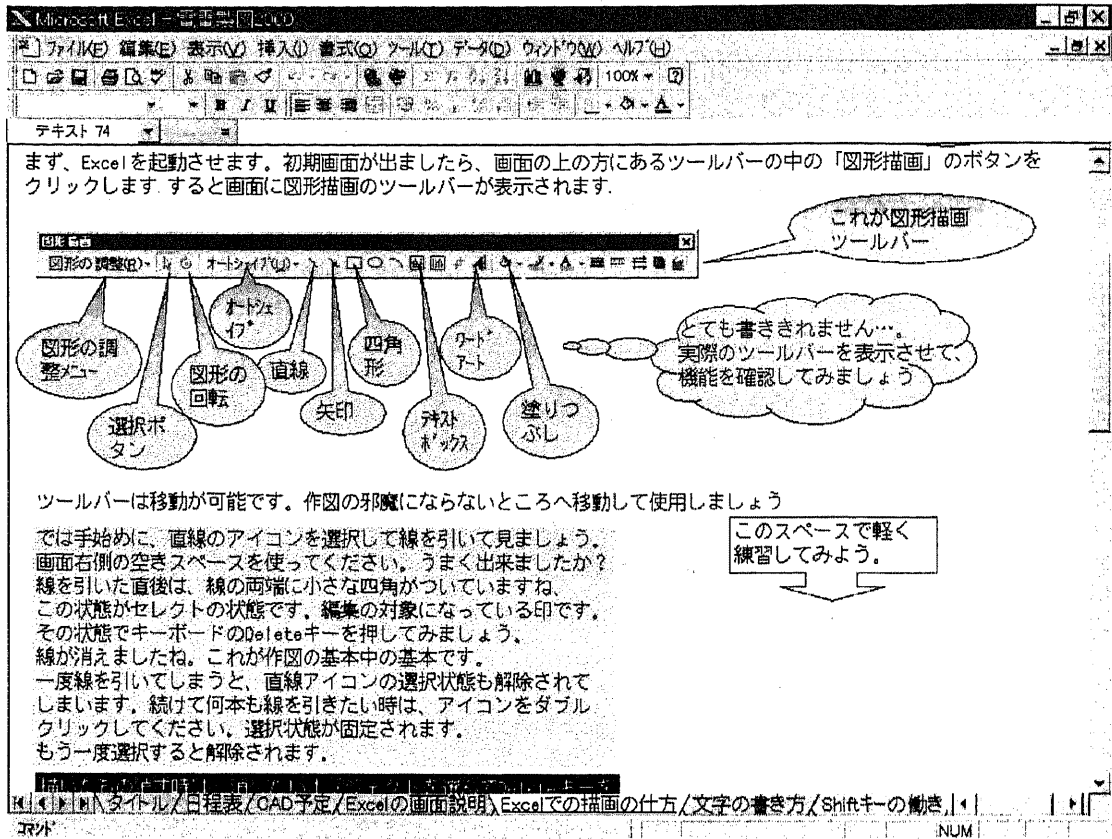 Microsoft Excel - 2000
ファイル(F) 編集(E) 表示(V) 挿入(I) 書式(O) ツール(T) データ(D) ウィンドウ(W) ヘルプ(H)
100%
B I U
テキスト 74
まず、Excelを起動させます。初期画面が出ましたら、画面の上の方にあるツールバーの中の「図形描画」のボタンを
クリックします.すると画面に図形描画のツールバーが表示されます.
これが図形描画
ツールバー
図形の調整(R) オートシェイプ(U)
オートシェ
イプ
図形の調
整メニュー
選択ボ
タン
図形の
回転
直線
矢印
四角
形
テキスト
ボックス
ワード
アート
塗りつ
ぶし
とても書ききれません…。
実際のツールバーを表示させて、
機能を確認してみましょう
ツールバーは移動が可能です。作図の邪魔にならないところへ移動して使用しましょう
では手始めに、直線のアイコンを選択して線を引いて見ましょう。
画面右側の空きスペースを使ってください。うまく出来ましたか?
線を引いた直後は、線の両端に小さな四角がついていますね、
この状態がセレクトの状態です。編集の対象になっている印です。
その状態でキーボードのDeleteキーを押してみましょう。
線が消えましたね。これが作図の基本中の基本です。
一度線を引いてしまうと、直線アイコンの選択状態も解除されて
しまいます。続けて何本も線を引きたい時は、アイコンをダブル
クリックしてください。選択状態が固定されます。
もう一度選択すると解除されます.
このスペースで軽く
練習してみよう。
タイトル/日程表/CAD予定/Excelの画面説明/Excelでの描画の仕方/文字の書き方/Shiftキーの働き
コマンド
NUM